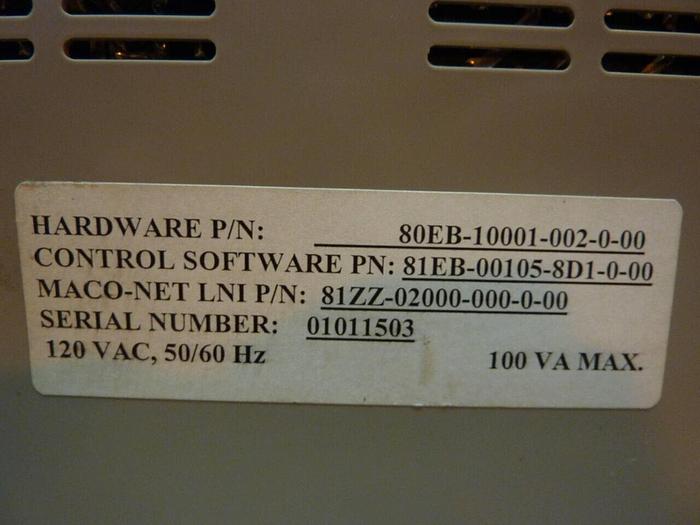 HARDWARE P/N: 80EB-10001-002-0-00
CONTROL SOFTWARE PN: 81EB-00105-8D1-0-00
MACO-NET LNI P/N: 81ZZ-02000-000-0-00
SERIAL NUMBER: 01011503
120 VAC, 50/60 Hz 100 VA MAX.